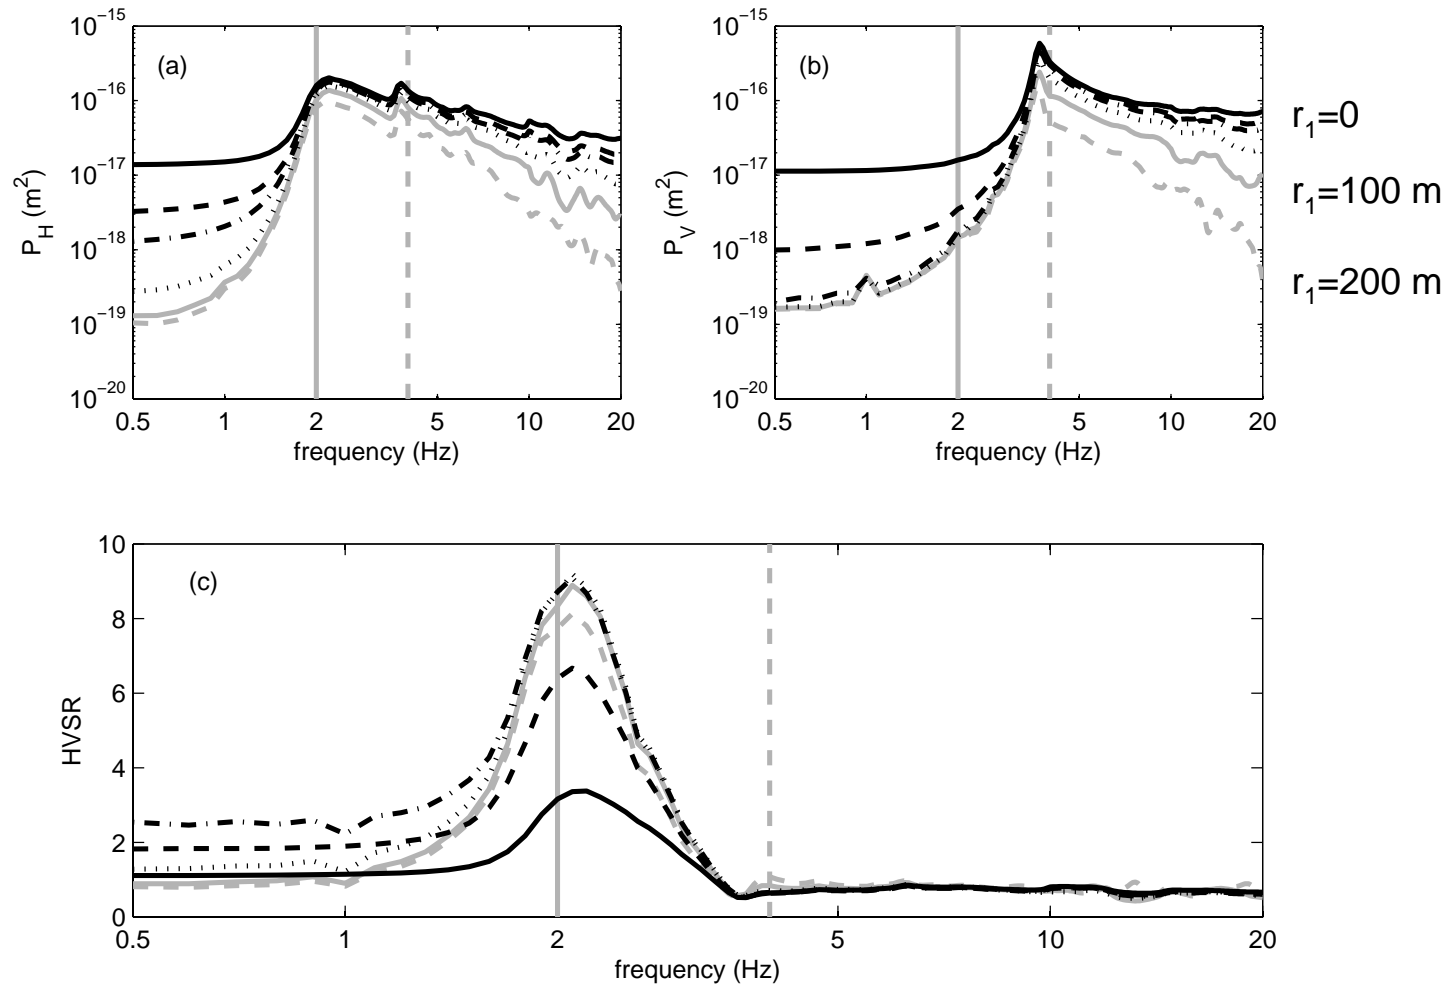 (a)
P_H (m^2)
10^−15
10^−16
10^−17
10^−18
10^−19
10^−20
0.5 1 2 5 10 20
frequency (Hz)
(b)
P_V (m^2)
10^−15
10^−16
10^−17
10^−18
10^−19
10^−20
0.5 1 2 5 10 20
frequency (Hz)
r_1=0
r_1=100 m
r_1=200 m
(c)
HVSR
10
8
6
4
2
0
0.5 1 2 5 10 20
frequency (Hz)